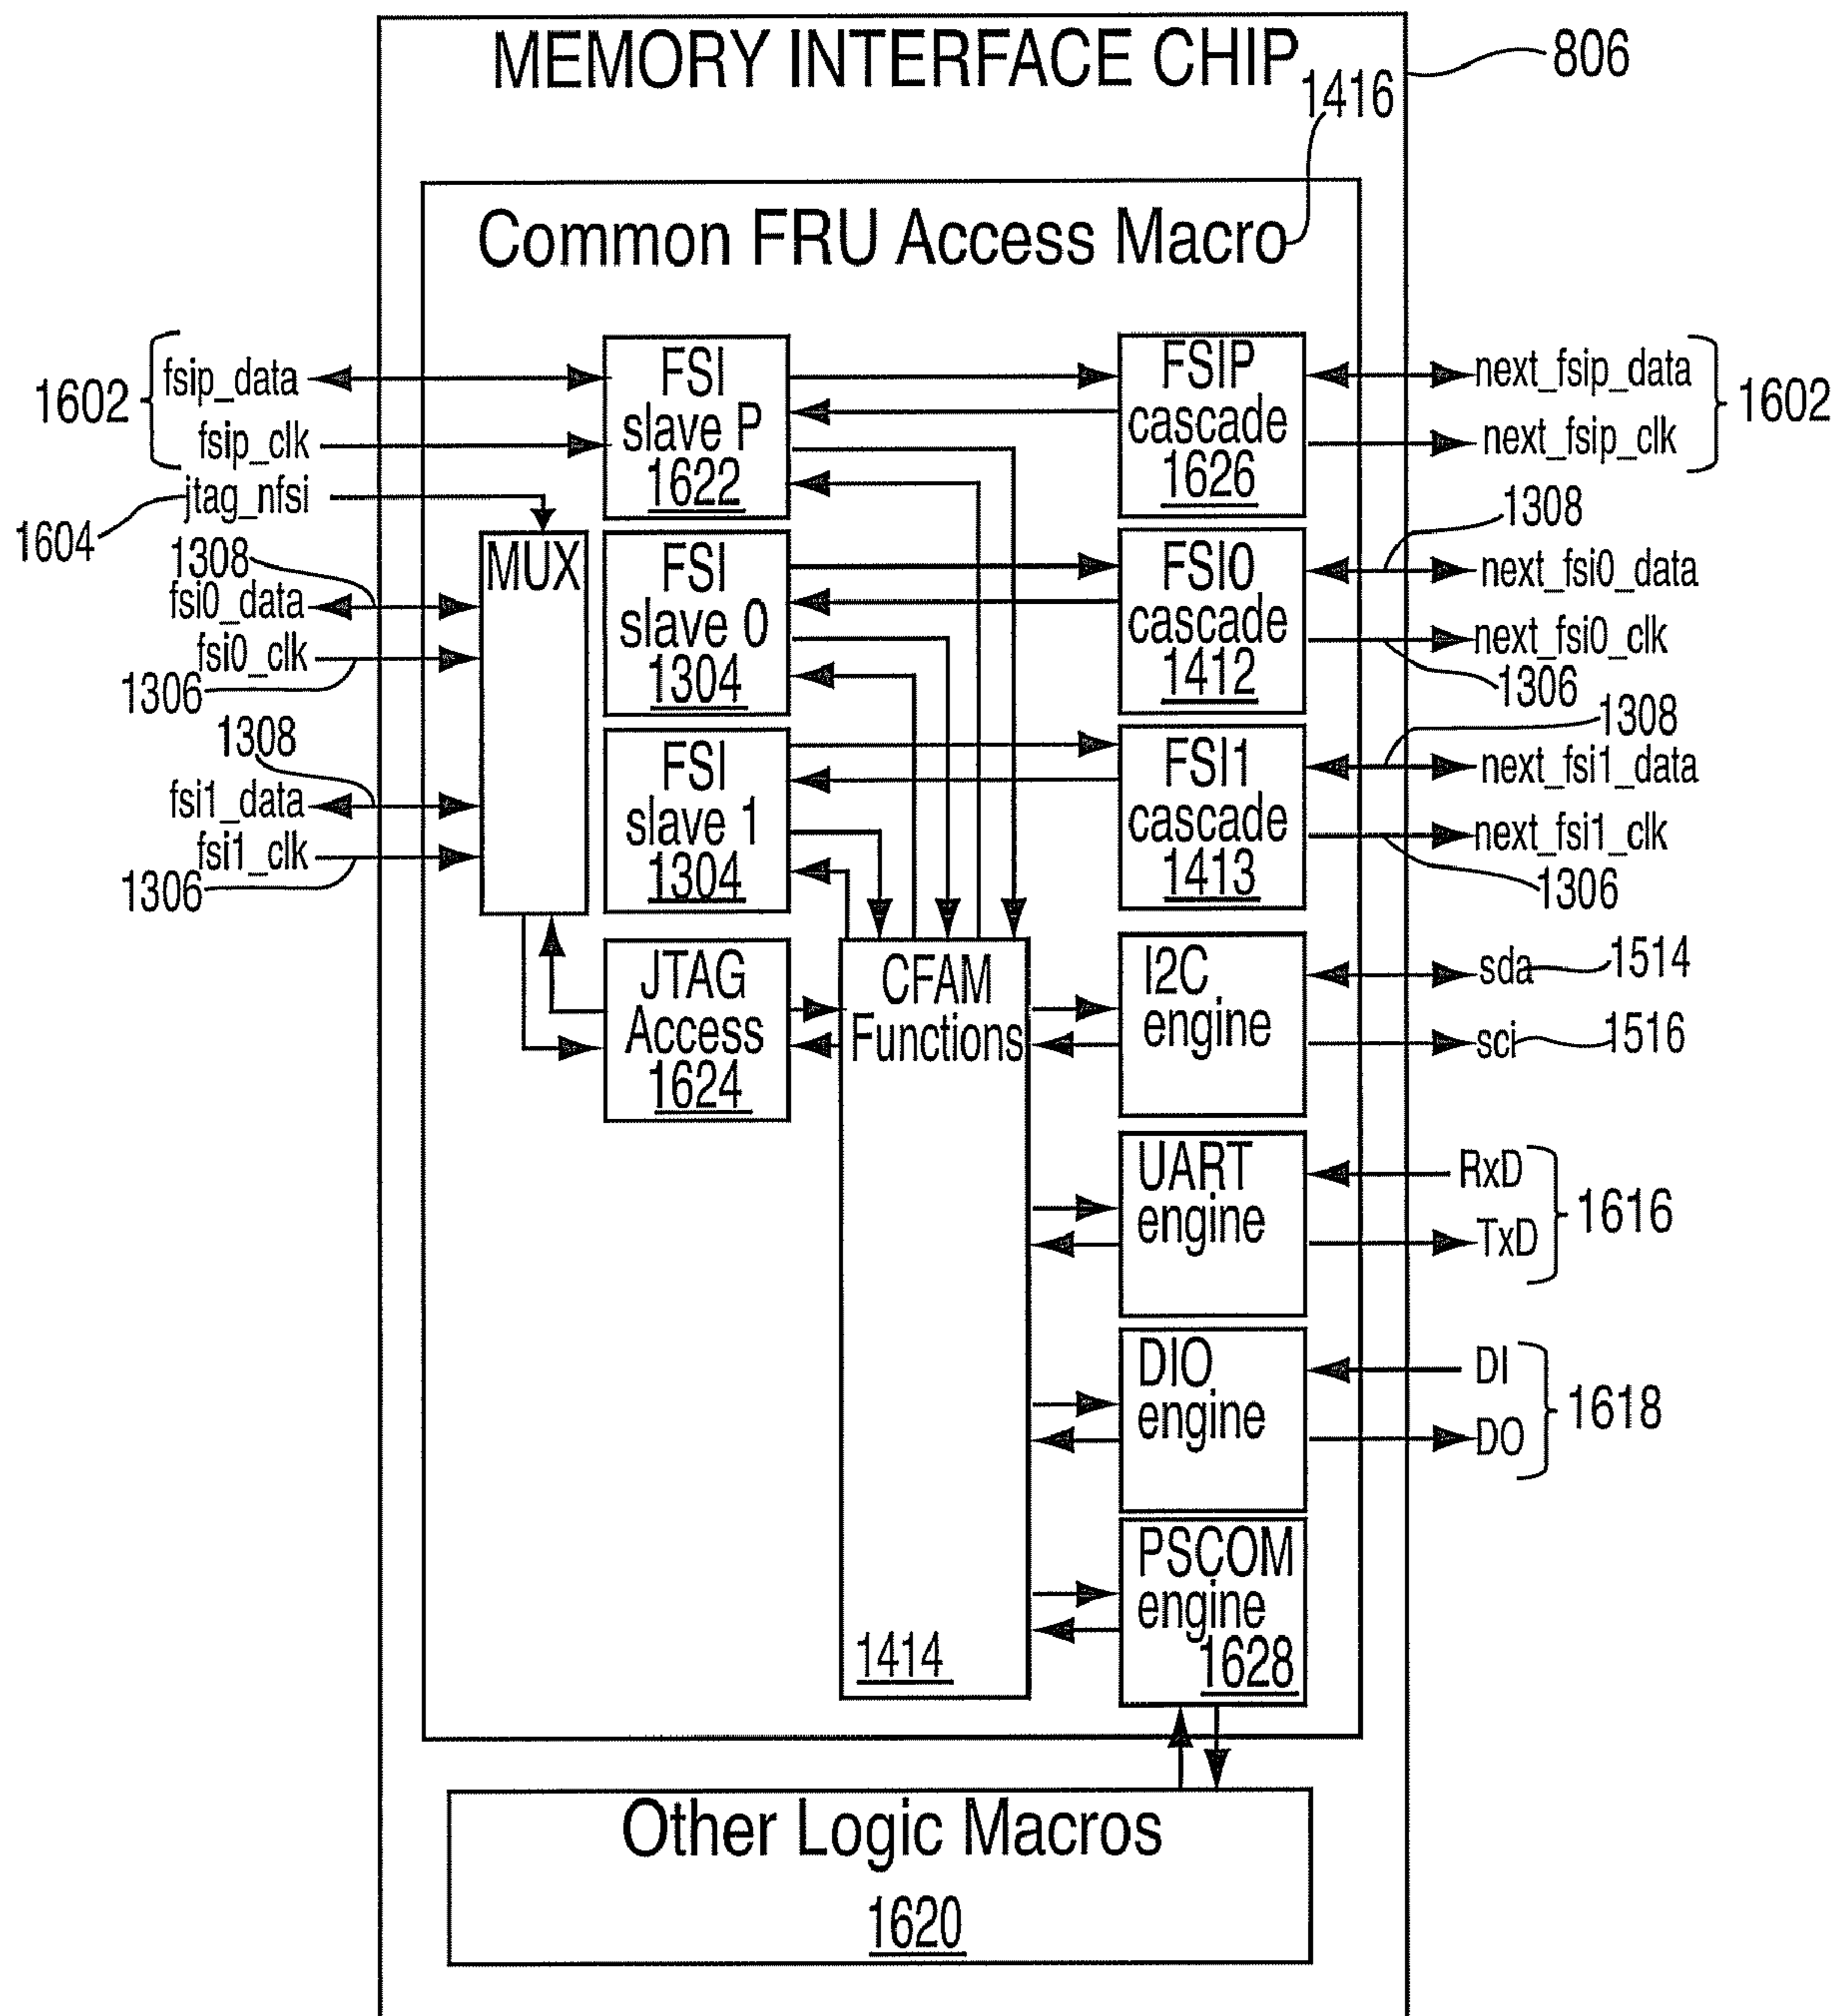 MEMORY INTERFACE CHIP
806
1416
Common FRU Access Macro
1602
fsip_data
fsip_clk
jtag_nfsi
1604
1308
fsi0_data
fsi0_clk
1306
1308
fsi1_data
fsi1_clk
1306
MUX
FSI
slave P
1622
FSI
slave 0
1304
FSI
slave 1
1304
JTAG
Access
1624
CFAM
Functions
1414
FSIP
cascade
1626
FSI0
cascade
1412
FSI1
cascade
1413
I2C
engine
UART
engine
DIO
engine
PSCOM
engine
1628
next_fsip_data
next_fsip_clk
1602
1308
next_fsi0_data
next_fsi0_clk
1306
1308
next_fsi1_data
next_fsi1_clk
1306
sda
1514
sci
1516
RxD
TxD
1616
DI
DO
1618
Other Logic Macros
1620